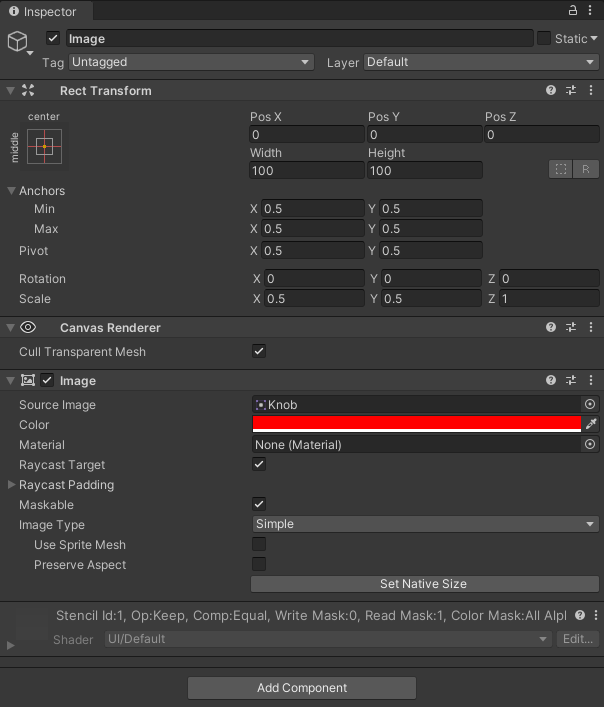 Inspector
Image
Static
Tag Untagged Layer Default
Rect Transform
center
middle
Pos X Pos Y Pos Z
0 0 0
Width Height
100 100
R
Anchors
Min X 0.5 Y 0.5
Max X 0.5 Y 0.5
Pivot X 0.5 Y 0.5
Rotation X 0 Y 0 Z 0
Scale X 0.5 Y 0.5 Z 1
Canvas Renderer
Cull Transparent Mesh
Image
Source Image Knob
Color
Material None (Material)
Raycast Target
Raycast Padding
Maskable
Image Type Simple
Use Sprite Mesh
Preserve Aspect
Set Native Size
Stencil Id:1, Op:Keep, Comp:Equal, Write Mask:0, Read Mask:1, Color Mask:All Alpl
Shader UI/Default Edit...
Add Component